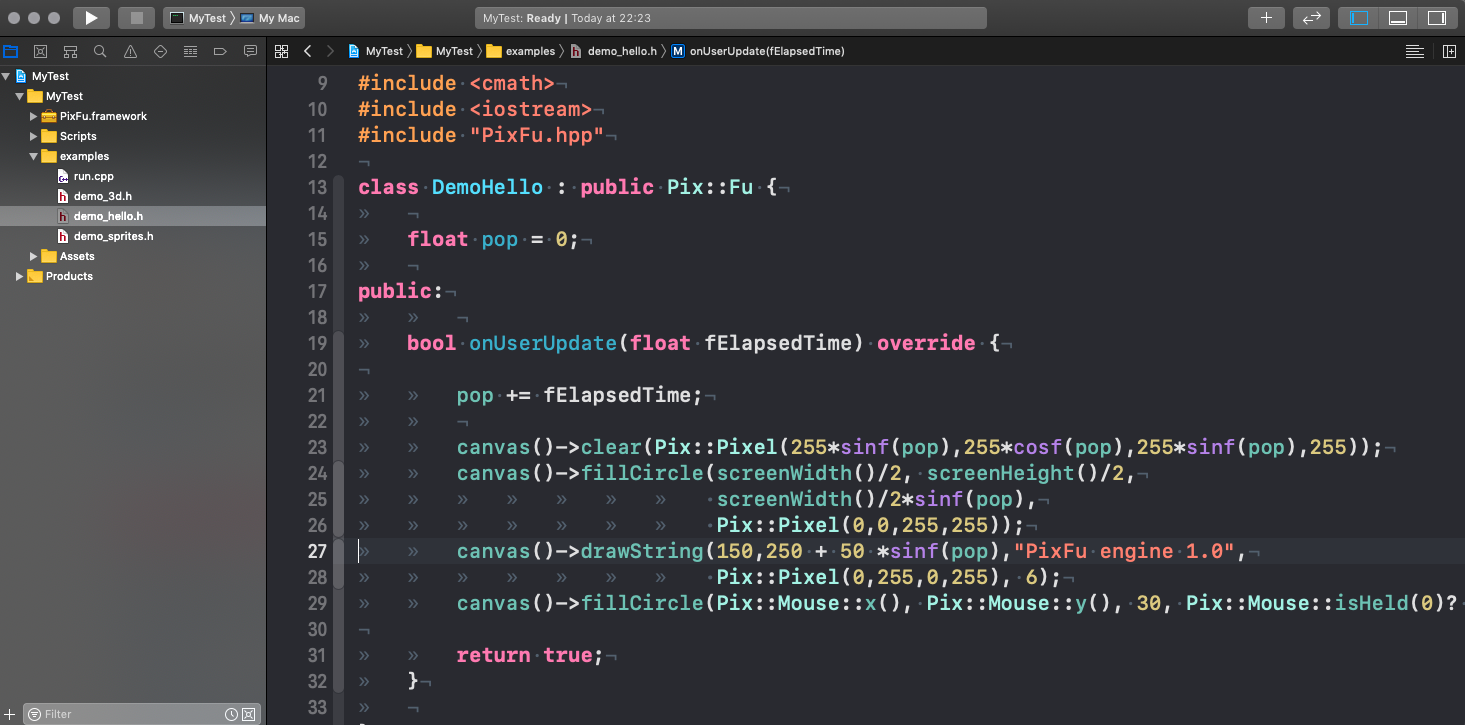 MyTest 〉 My Mac
MyTest: Ready | Today at 22:23
MyTest 〉 MyTest 〉 examples 〉 demo_hello.h 〉 M onUserUpdate(fElapsedTime)
MyTest
MyTest
PixFu.framework
Scripts
examples
run.cpp
demo_3d.h
demo_hello.h
demo_sprites.h
Assets
Products
Filter
9 #include <cmath>
10 #include <iostream>
11 #include "PixFu.hpp"
12
13 class DemoHello : public Pix::Fu {
14
15 float pop = 0;
16
17 public:
18
19 bool onUserUpdate(float fElapsedTime) override {
20
21 pop += fElapsedTime;
22
23 canvas()->clear(Pix::Pixel(255*sinf(pop),255*cosf(pop),255*sinf(pop),255));
24 canvas()->fillCircle(screenWidth()/2, screenHeight()/2,
25 screenWidth()/2*sinf(pop),
26 Pix::Pixel(0,0,255,255));
27 canvas()->drawString(150,250 + 50 *sinf(pop),"PixFu engine 1.0",
28 Pix::Pixel(0,255,0,255), 6);
29 canvas()->fillCircle(Pix::Mouse::x(), Pix::Mouse::y(), 30, Pix::Mouse::isHeld(0)?
30
31 return true;
32 }
33